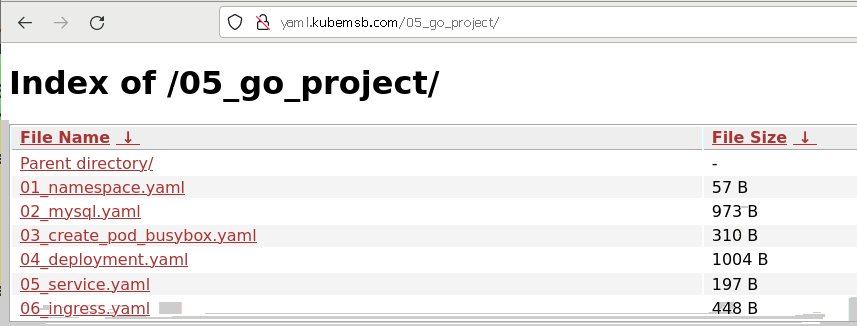 yaml.kubemsb.com/05_go_project/
Index of /05_go_project/
File Name ↓ File Size ↓
Parent directory/ -
01_namespace.yaml 57 B
02_mysql.yaml 973 B
03_create_pod_busybox.yaml 310 B
04_deployment.yaml 1004 B
05_service.yaml 197 B
06_ingress.yaml 448 B